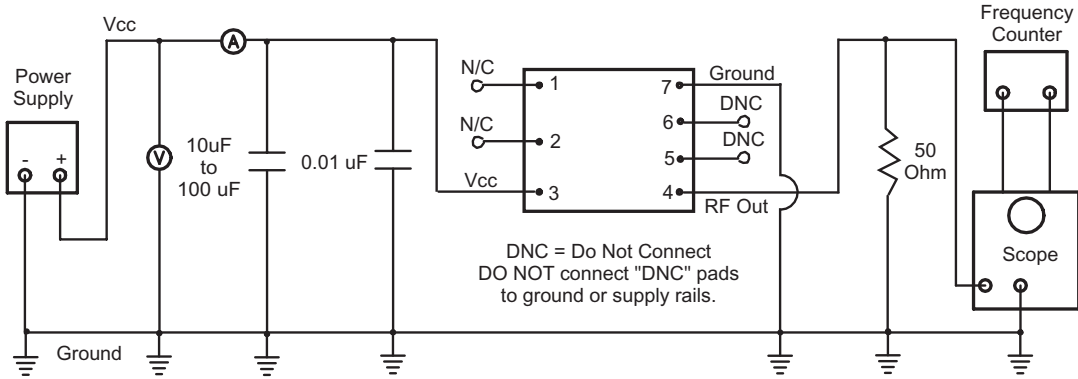 Vcc
Frequency
Counter
Power
Supply
- +
A
V
10uF
to
100 uF
0.01 uF
N/C
N/C
Vcc
1
2
3
7
6
5
4
Ground
DNC
DNC
RF Out
50
Ohm
Scope
DNC = Do Not Connect
DO NOT connect "DNC" pads
to ground or supply rails.
Ground